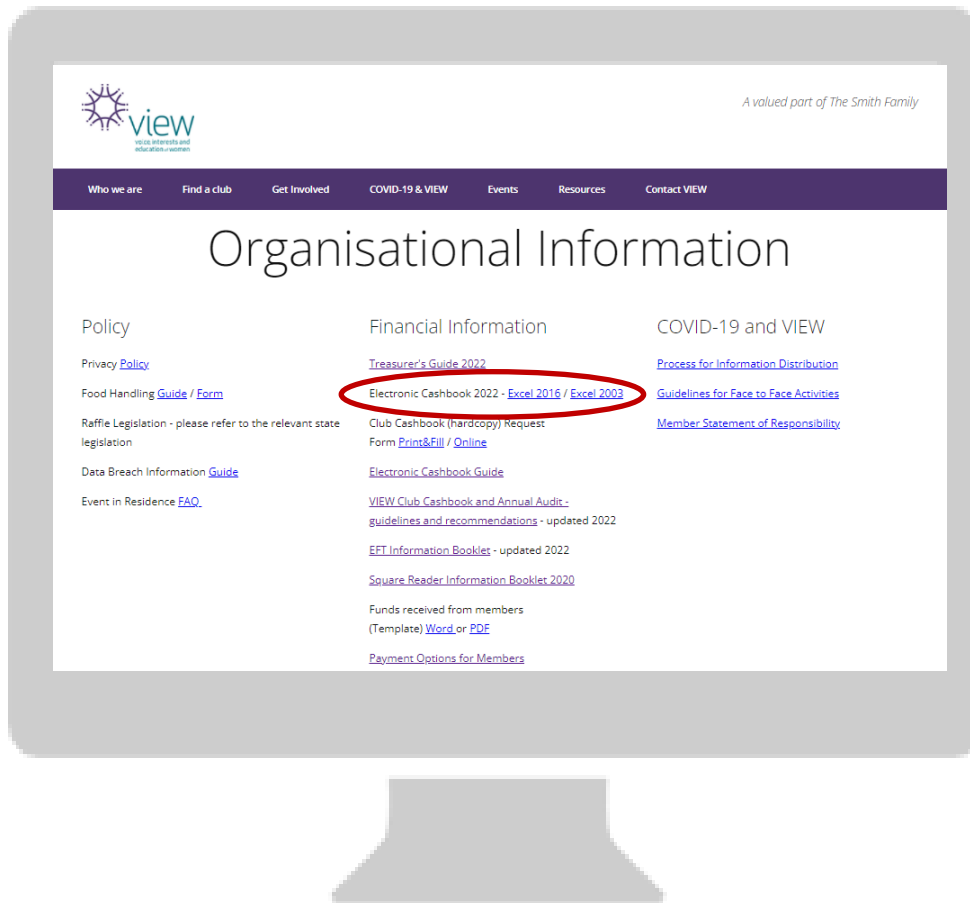 view
voice, interests and
education of women
A valued part of The Smith Family
Who we are Find a club Get Involved COVID-19 & VIEW Events Resources Contact VIEW
Organisational Information
Policy
Privacy Policy
Food Handling Guide / Form
Raffle Legislation - please refer to the relevant state
legislation
Data Breach Information Guide
Event in Residence FAQ
Financial Information
Treasurer's Guide 2022
Electronic Cashbook 2022 - Excel 2016 / Excel 2003
Club Cashbook (hardcopy) Request
Form Print&Fill / Online
Electronic Cashbook Guide
VIEW Club Cashbook and Annual Audit -
guidelines and recommendations - updated 2022
EFT Information Booklet - updated 2022
Square Reader Information Booklet 2020
Funds received from members
(Template) Word or PDF
Payment Options for Members
COVID-19 and VIEW
Process for Information Distribution
Guidelines for Face to Face Activities
Member Statement of Responsibility